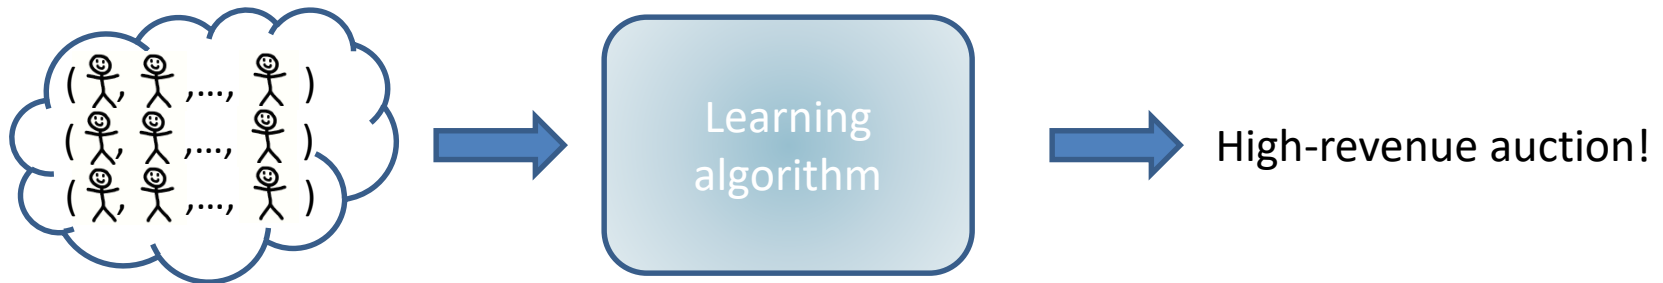 ( , ,..., )
( , ,..., )
( , ,..., )
Learning
algorithm
High-revenue auction!